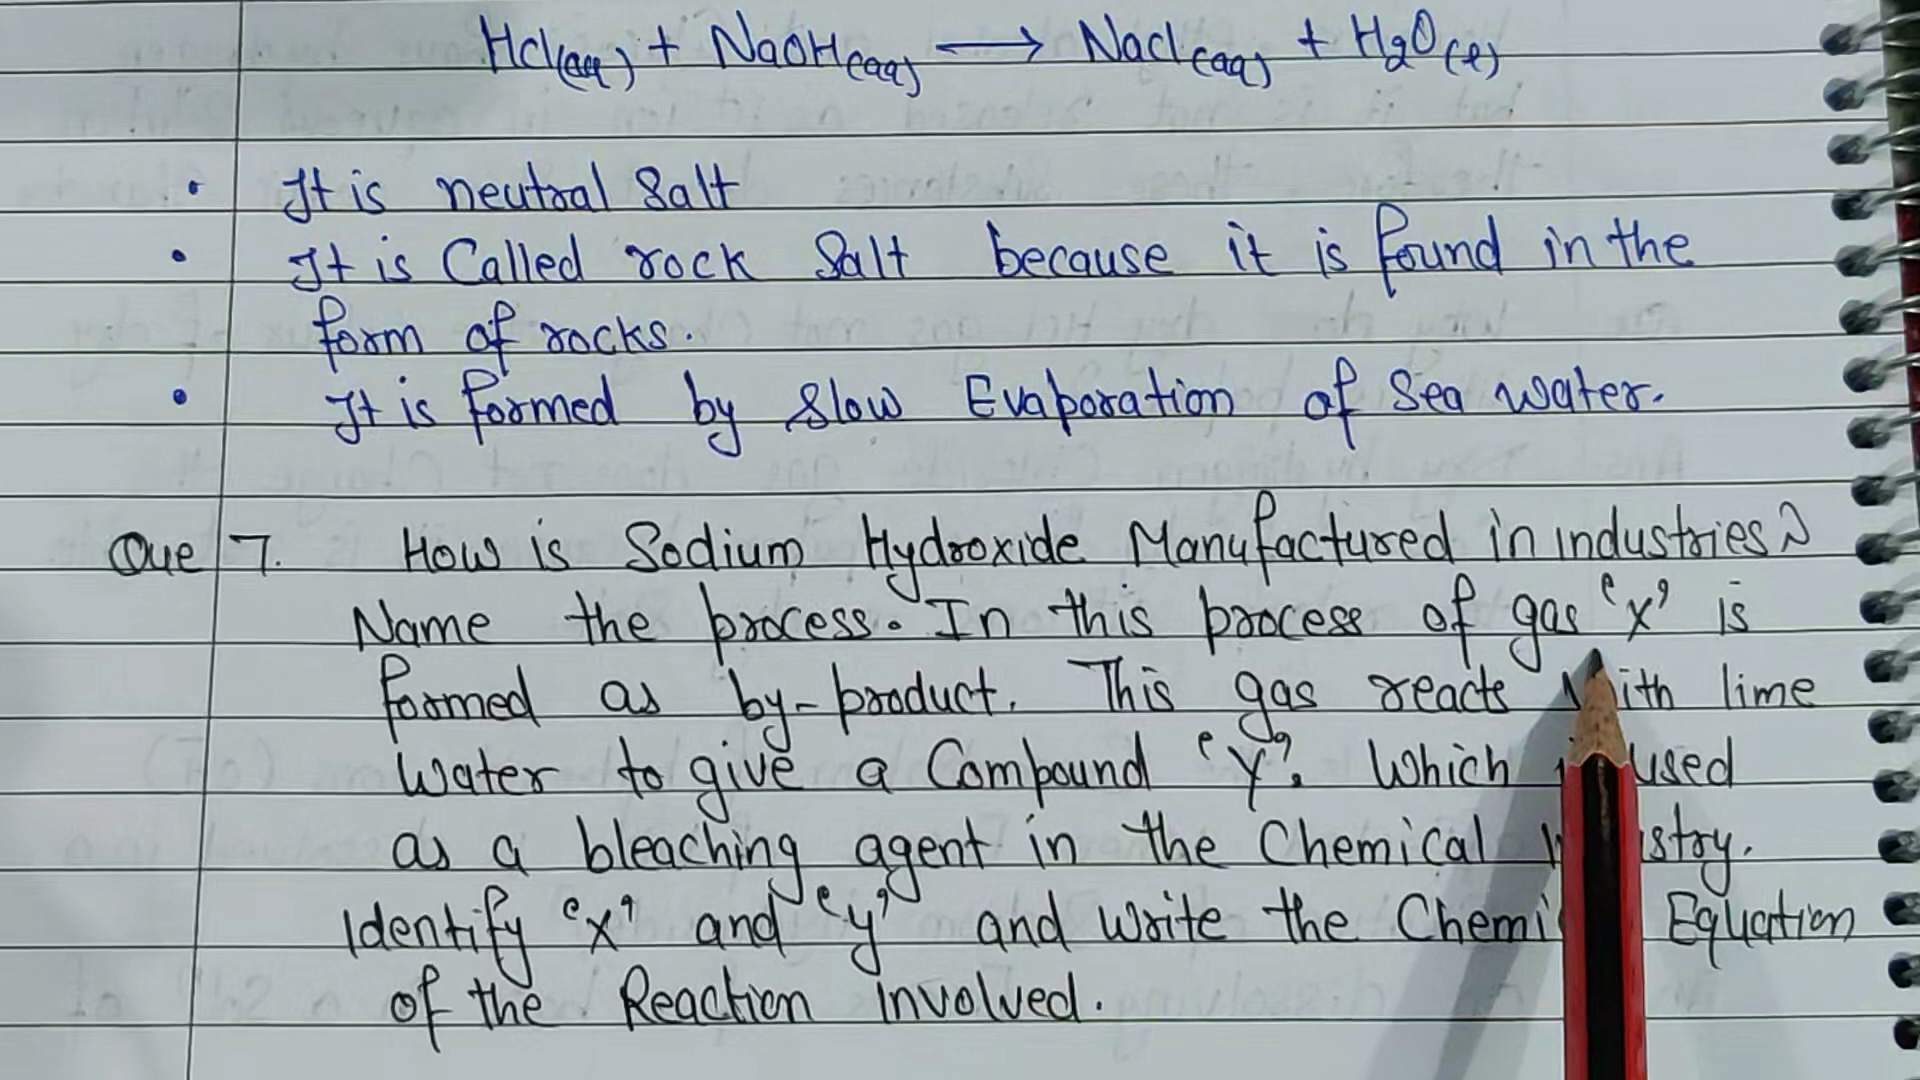 Hcl(aq) + NaOH(aq) → Nacl(aq) + H2O(l)
• It is neutral Salt
• It is Called rock Salt because it is found in the
form of rocks.
• It is formed by slow Evaporation of Sea water.
Que 7. How is Sodium Hydroxide Manufactured in industries?
Name the process. In this process of gas 'x' is
formed as by-product. This gas reacts with lime
water to give a Compound 'Y'. Which used
as a bleaching agent in the Chemical
Identify 'x' and 'y' and write the Equation
of the Reaction involved.